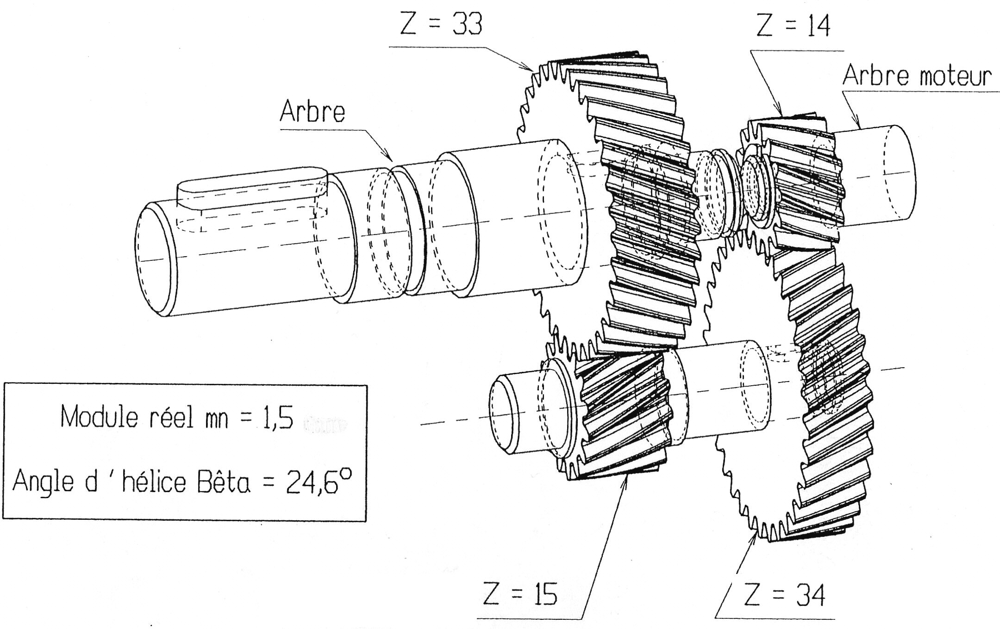 Z = 33
Z = 14
Arbre moteur
Arbre
Module réel mn = 1,5
Angle d ' hélice Bêta = 24,6°
Z = 15
Z = 34